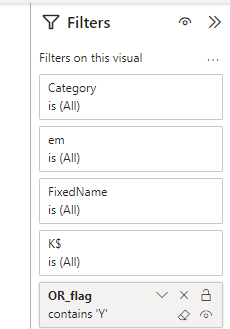 Filters
Filters on this visual
Category
is (All)
em
is (All)
FixedName
is (All)
K$
is (All)
OR_flag
contains 'Y'